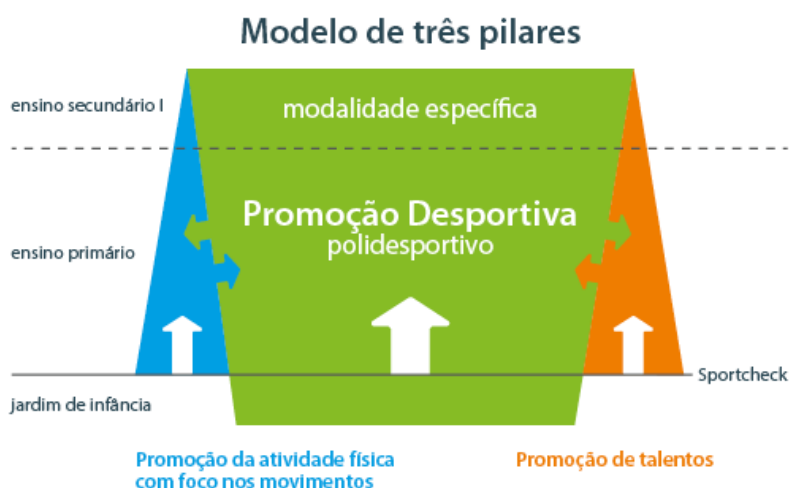 Modelo de três pilares
ensino secundário I
modalidade específica
Promoção Desportiva
polidesportivo
ensino primário
Sportcheck
jardim de infância
Promoção da atividade física
com foco nos movimentos
Promoção de talentos